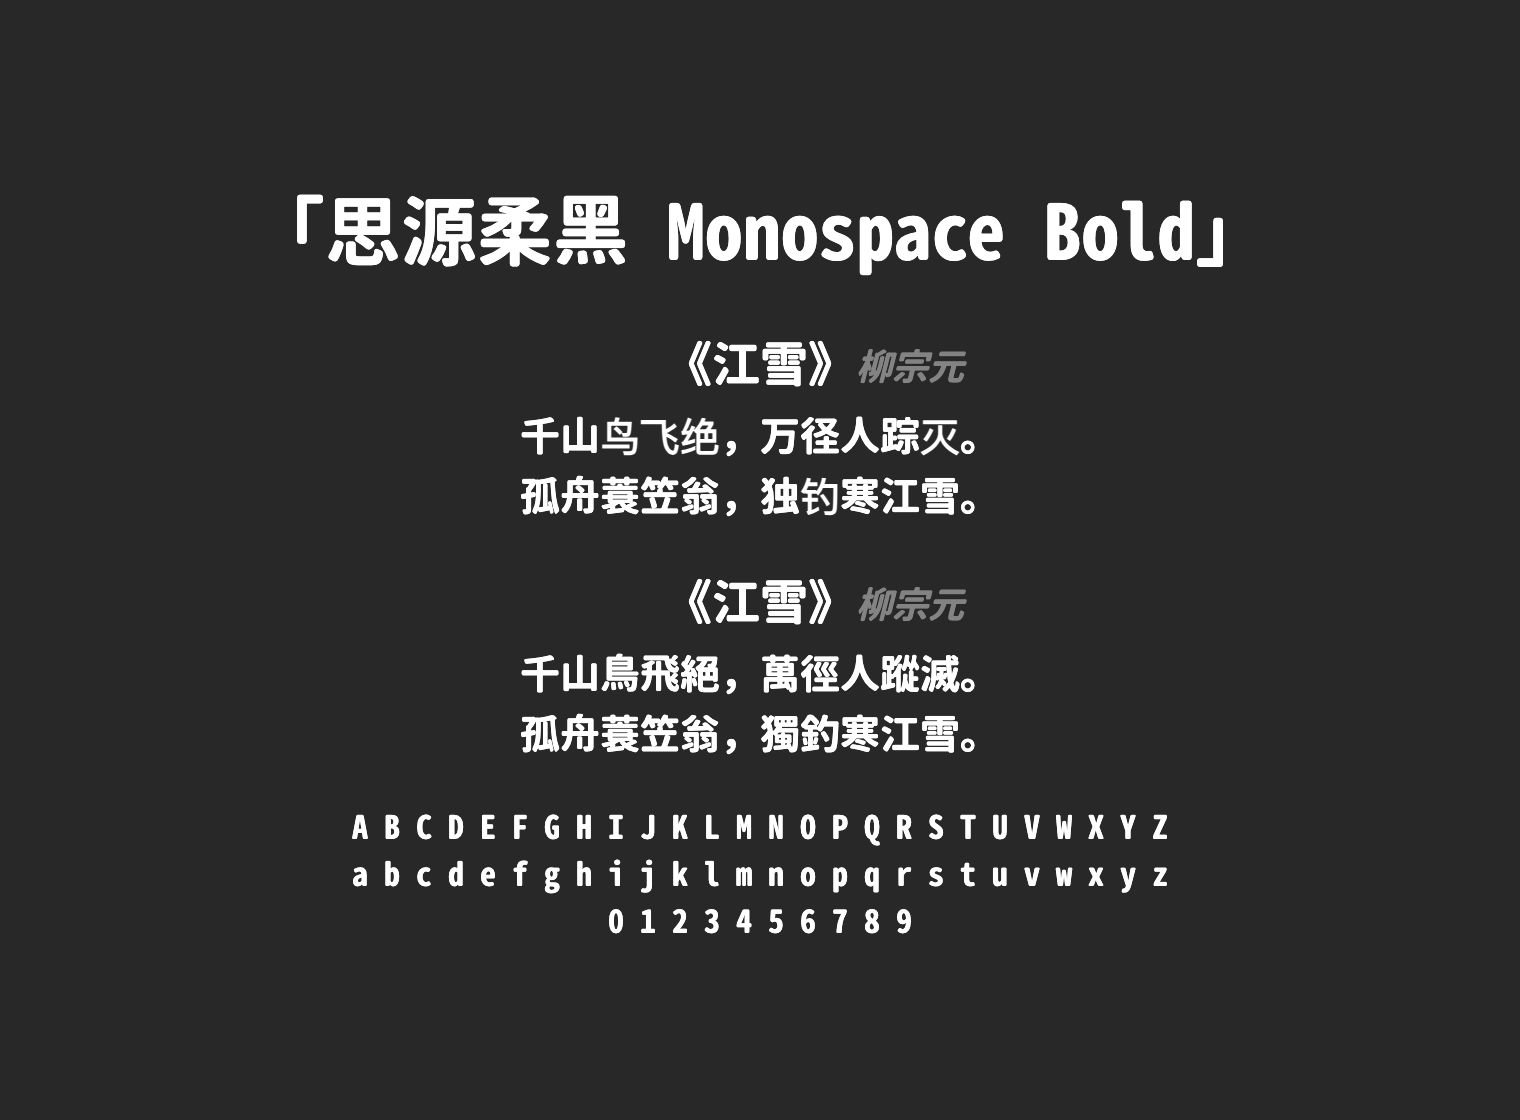 「思源柔黑 Monospace Bold」
《江雪》 柳宗元
千山鸟飞绝，万径人踪灭。
孤舟蓑笠翁，独钓寒江雪。
《江雪》 柳宗元
千山鳥飛絕，萬徑人蹤滅。
孤舟蓑笠翁，獨釣寒江雪。
A B C D E F G H I J K L M N O P Q R S T U V W X Y Z
a b c d e f g h i j k l m n o p q r s t u v w x y z
0 1 2 3 4 5 6 7 8 9